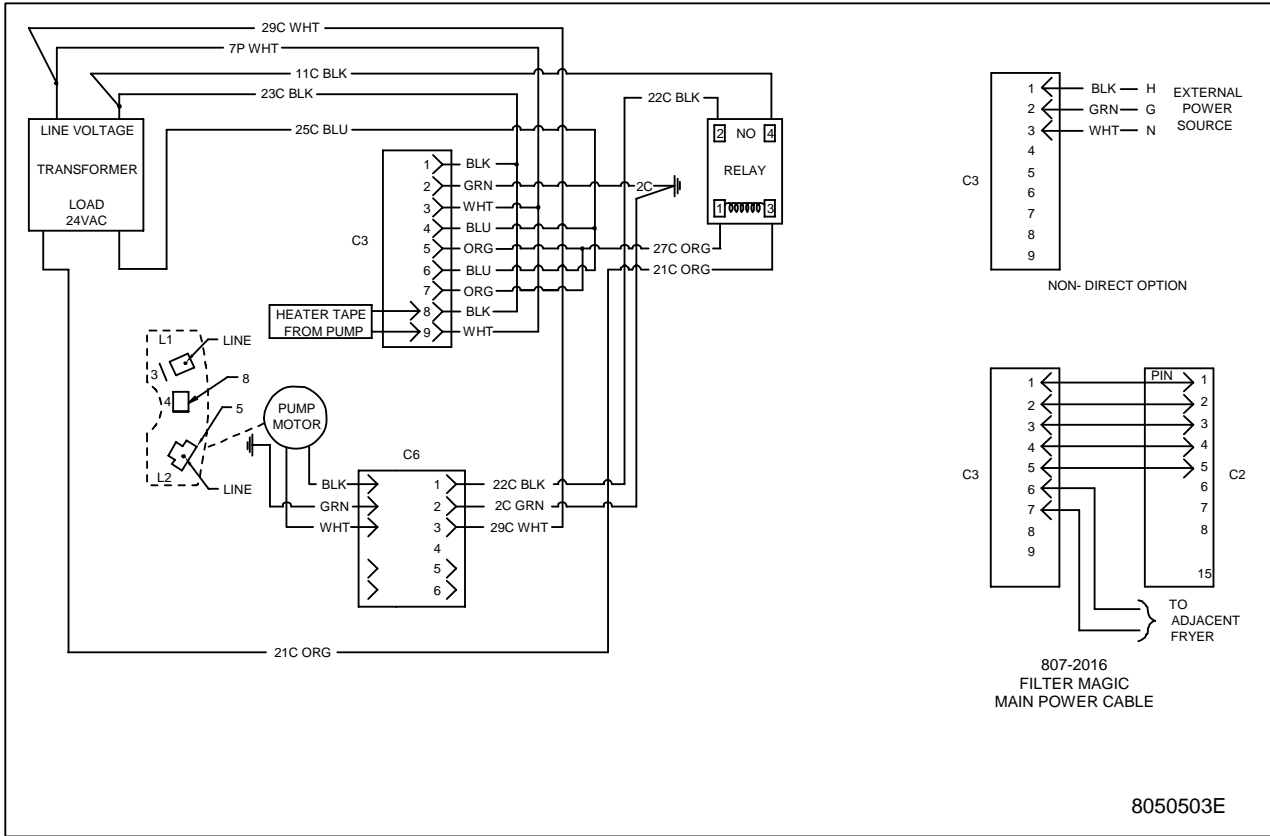 29C WHT
7P WHT
11C BLK
23C BLK
25C BLU
LINE VOLTAGE
TRANSFORMER
LOAD
24VAC
22C BLK
2 NO 4
RELAY
1 3
C3
1 BLK
2 GRN
3 WHT
4 BLU
5 ORG
6 BLU
7 ORG
8 BLK
9 WHT
2C
27C ORG
21C ORG
HEATER TAPE
FROM PUMP
L1
LINE
3
8
4
5
L2
LINE
PUMP
MOTOR
C6
BLK 1 22C BLK
GRN 2 2C GRN
WHT 3 29C WHT
4
5
6
21C ORG
C3
1 BLK H
2 GRN G
3 WHT N
4
5
6
7
8
9
EXTERNAL
POWER
SOURCE
NON- DIRECT OPTION
C3
1
2
3
4
5
6
7
8
9
PIN
1
2
3
4
5
6
7
8
15
C2
TO
ADJACENT
FRYER
807-2016
FILTER MAGIC
MAIN POWER CABLE
8050503E